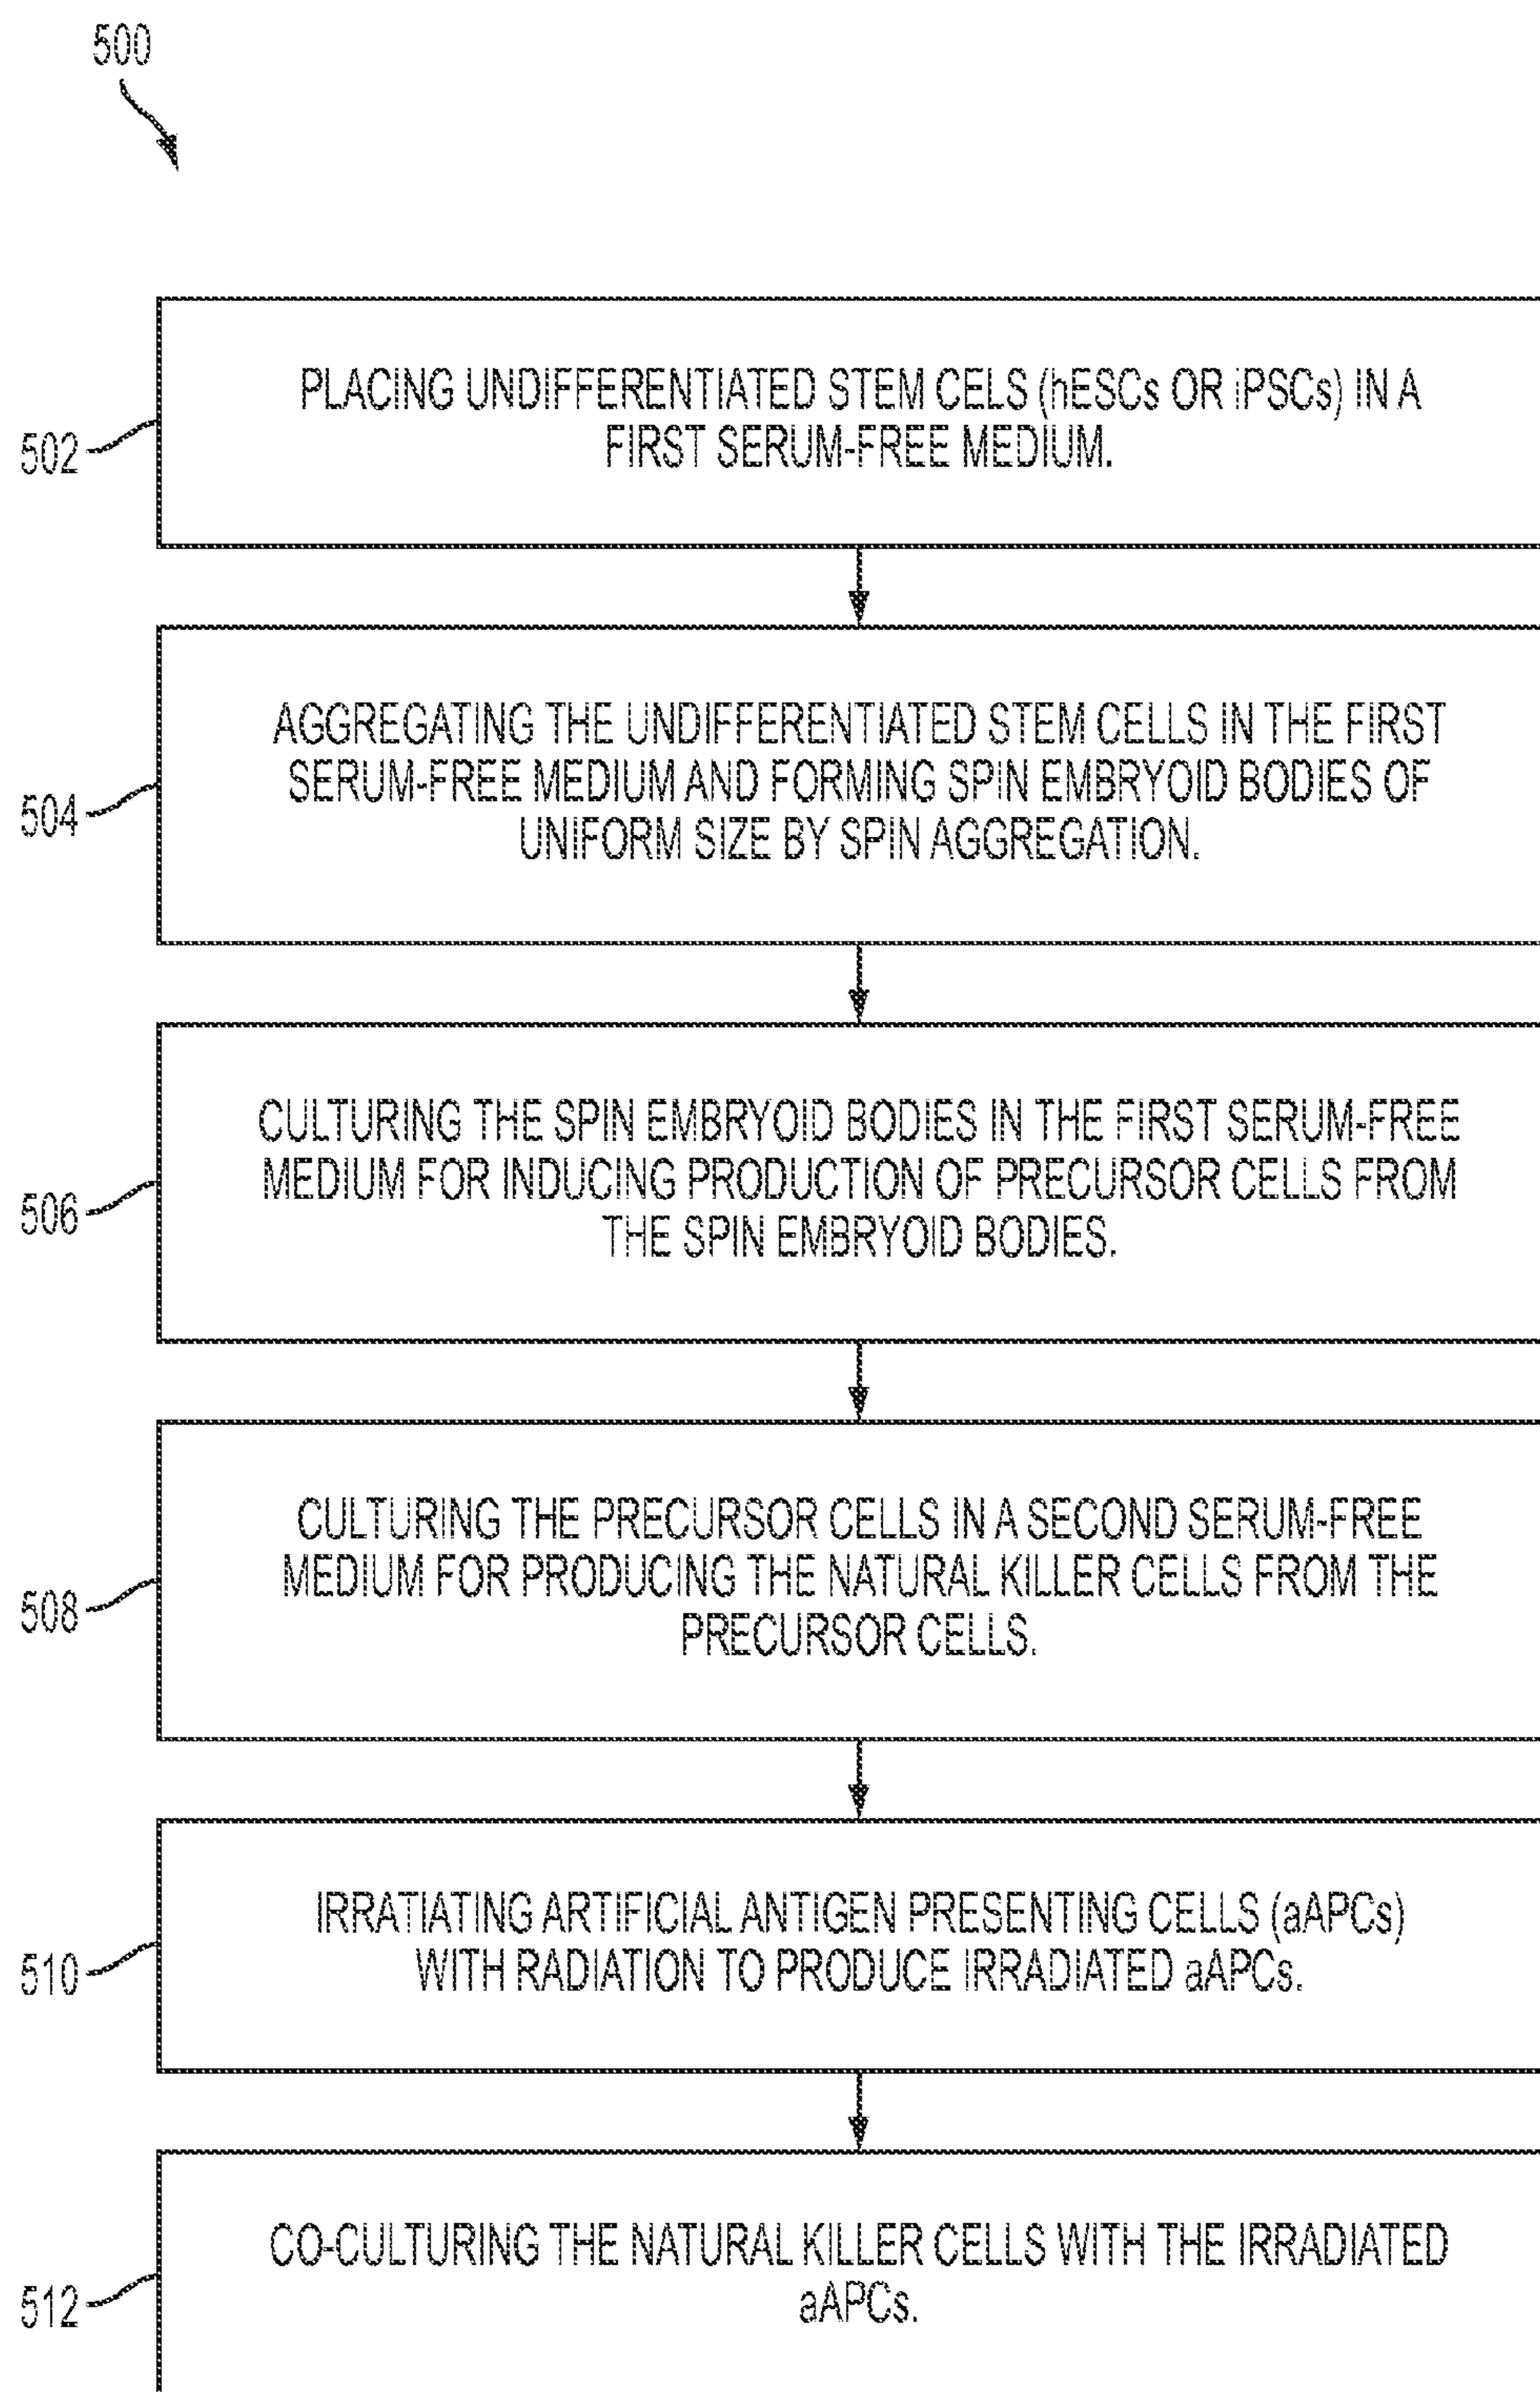 500
502
PLACING UNDIFFERENTIATED STEM CELS (hESCs OR iPSCs) IN A
FIRST SERUM-FREE MEDIUM.
504
AGGREGATING THE UNDIFFERENTIATED STEM CELLS IN THE FIRST
SERUM-FREE MEDIUM AND FORMING SPIN EMBRYOID BODIES OF
UNIFORM SIZE BY SPIN AGGREGATION.
506
CULTURING THE SPIN EMBRYOID BODIES IN THE FIRST SERUM-FREE
MEDIUM FOR INDUCING PRODUCTION OF PRECURSOR CELLS FROM
THE SPIN EMBRYOID BODIES.
508
CULTURING THE PRECURSOR CELLS IN A SECOND SERUM-FREE
MEDIUM FOR PRODUCING THE NATURAL KILLER CELLS FROM THE
PRECURSOR CELLS.
510
IRRATIATING ARTIFICIAL ANTIGEN PRESENTING CELLS (aAPCs)
WITH RADIATION TO PRODUCE IRRADIATED aAPCs.
512
CO-CULTURING THE NATURAL KILLER CELLS WITH THE IRRADIATED
aAPCs.